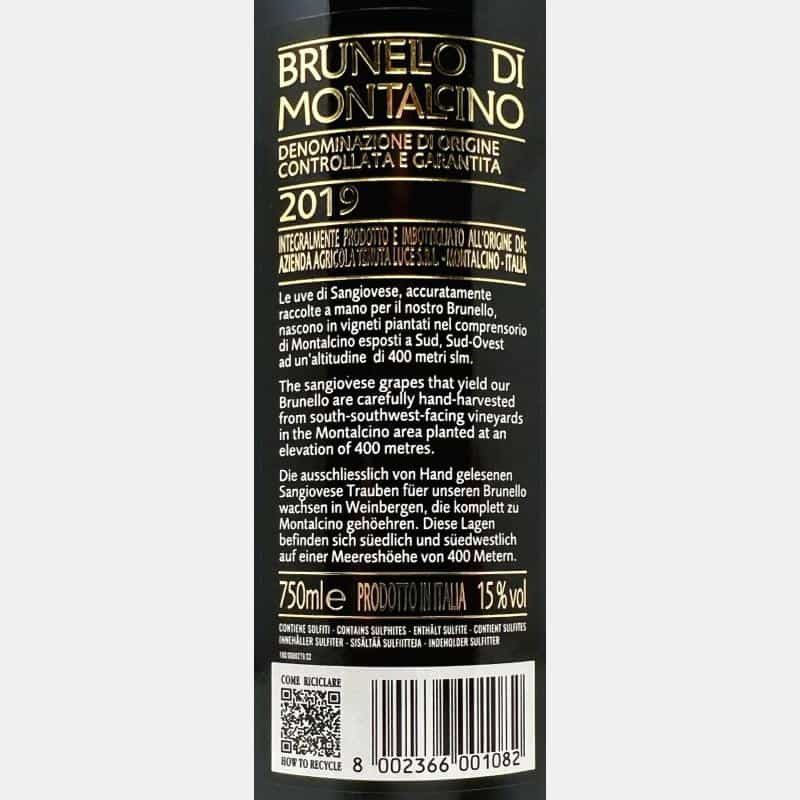 BRUNELLO DI
MONTALCINO
DENOMINAZIONE DI ORIGINE
CONTROLLATA E GARANTITA
2019
INTEGRALMENTE PRODOTTO E IMBOTTIGLIATO ALL'ORIGINE DA:
AZIENDA AGRICOLA TENUTA LUCE S.R.L. - MONTALCINO - ITALIA
Le uve di Sangiovese, accuratamente
raccolte a mano per il nostro Brunello,
nascono in vigneti piantati nel comprensorio
di Montalcino esposti a Sud, Sud-Ovest
ad un'altitudine di 400 metri slm.
The sangiovese grapes that yield our
Brunello are carefully hand-harvested
from south-southwest-facing vineyards
in the Montalcino area planted at an
elevation of 400 metres.
Die ausschliesslich von Hand gelesenen
Sangiovese Trauben füer unseren Brunello
wachsen in Weinbergen, die komplett zu
Montalcino gehöehren. Diese Lagen
befinden sich süedlich und süedwestlich
auf einer Meereshöehe von 400 Metern.
750ml e PRODOTTO IN ITALIA 15% vol
CONTIENE SOLFITI - CONTAINS SULPHITES - ENTHÄLT SULFITE - CONTIENT SULFITES
INNEHÅLLER SULFITER - SISÄLTÄÄ SULFIITTEJA - INDEHOLDER SULFITTER
COME RICICLARE
HOW TO RECYCLE
8 002366 001082